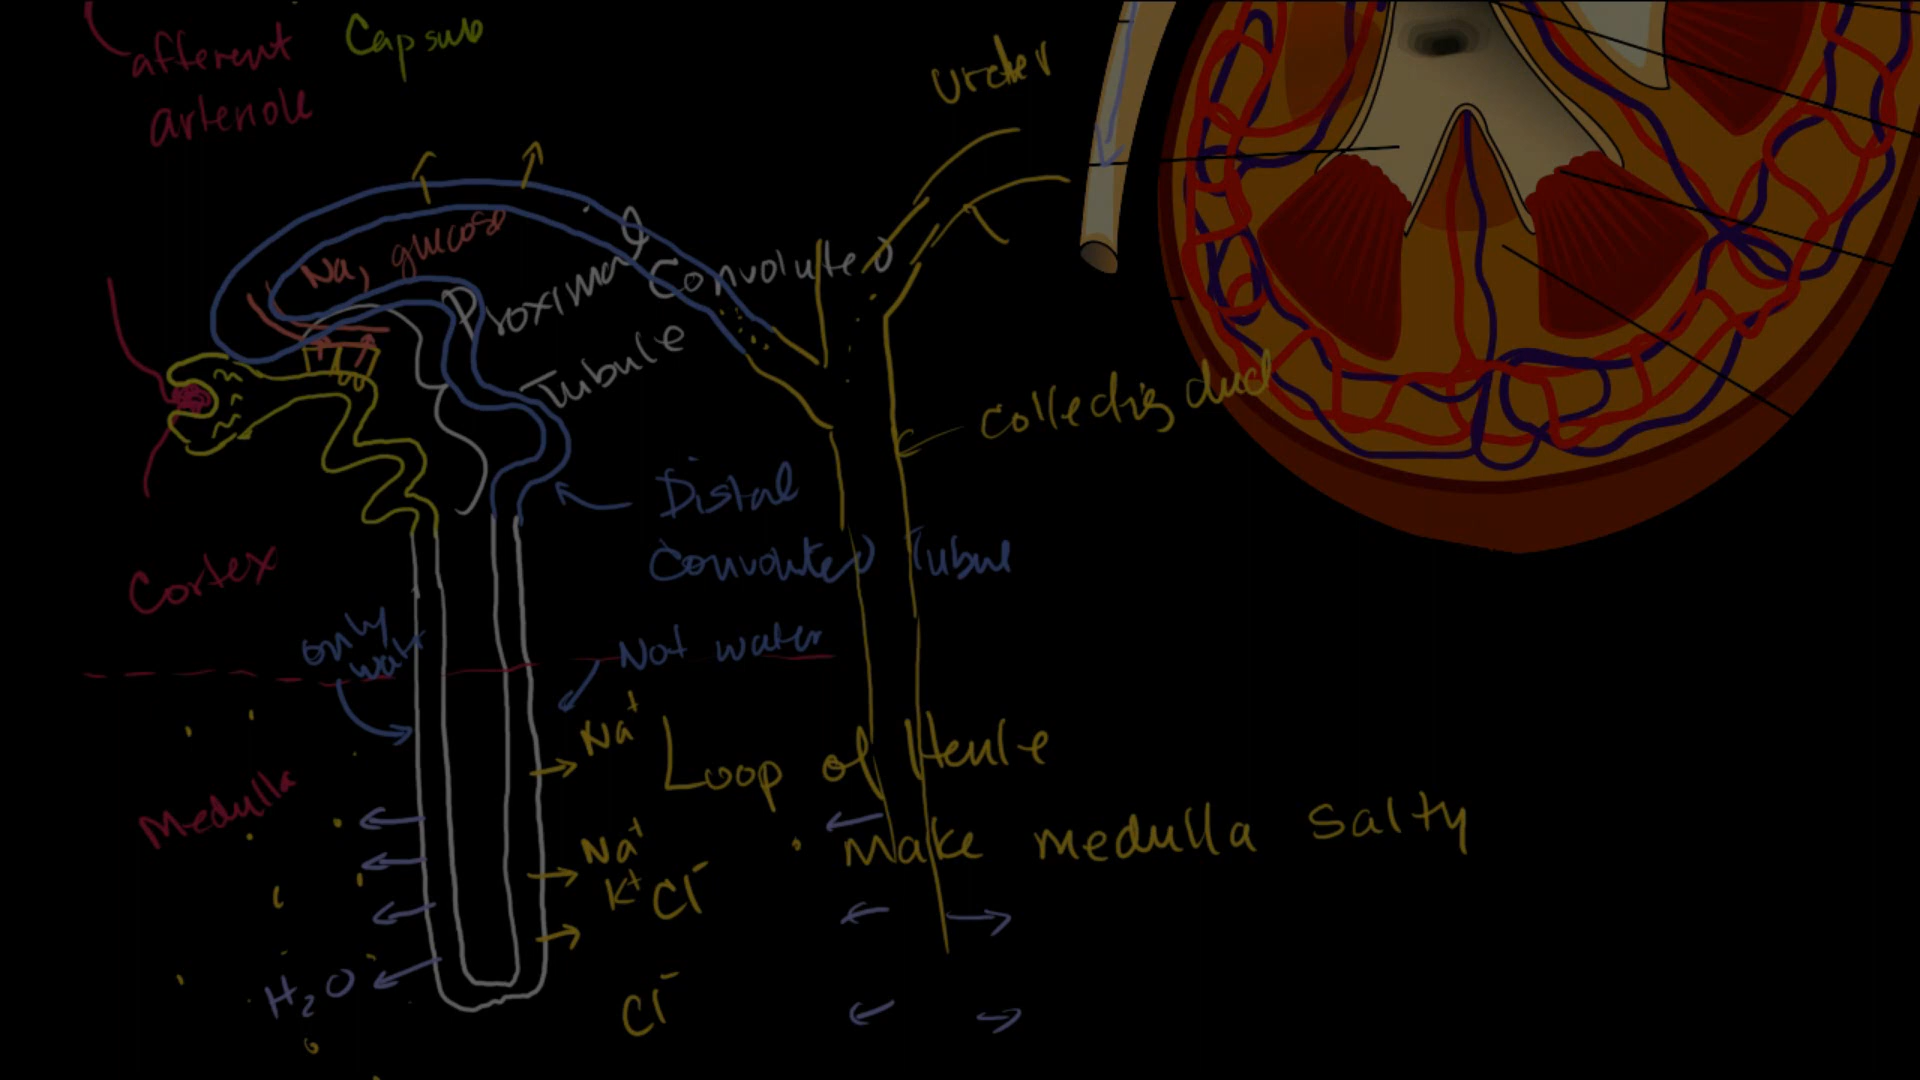 afferent
arteriole
Capsule
Ureter
Na, glucose
Proximal Convoluted
Tubule
Collecting duct
Distal
Convoluted Tubule
Cortex
only
water
Not water
Medulla
Na+
Loop of Henle
Na+
K+ Cl-
Make medulla salty
H2O
Cl-